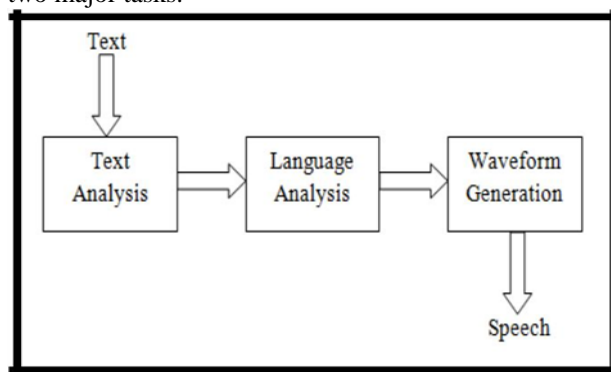 two major tasks.
Text
Text
Analysis
Language
Analysis
Waveform
Generation
Speech